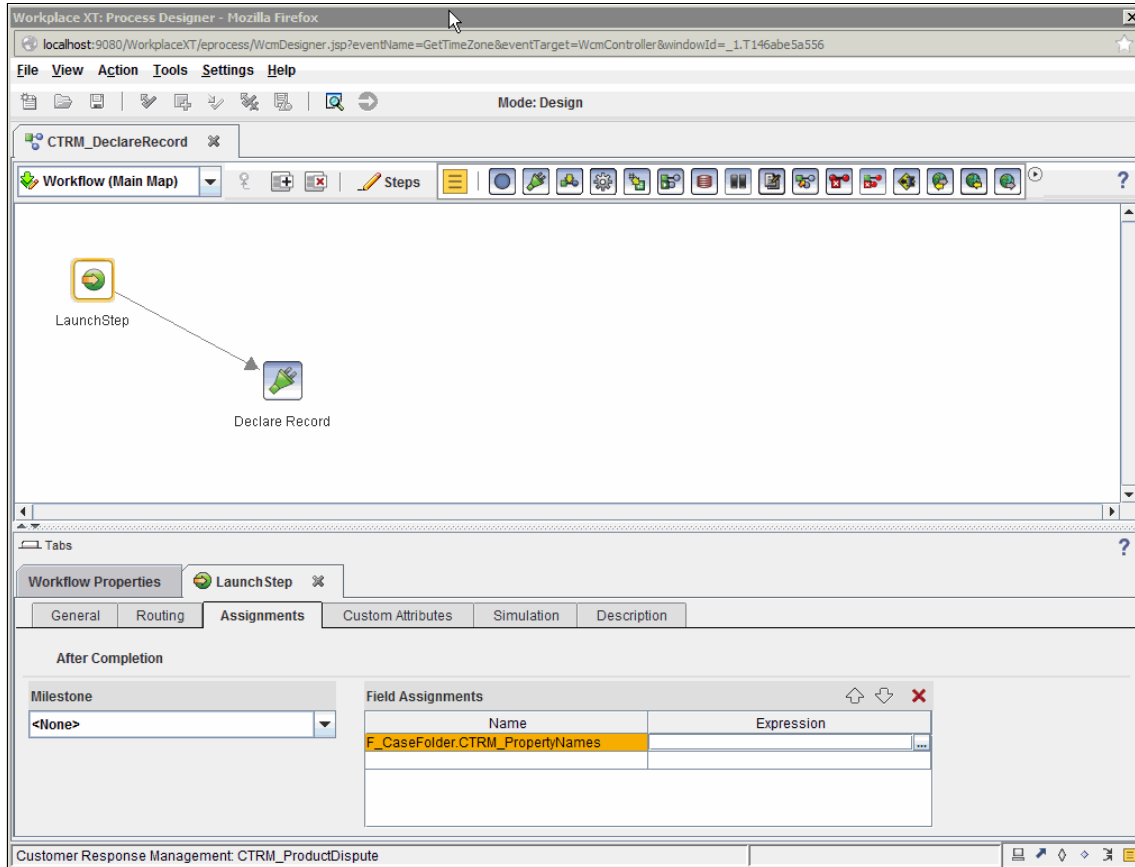 Workplace XT: Process Designer - Mozilla Firefox
localhost:9080/WorkplaceXT/eprocess/WcmDesigner.jsp?eventName=GetTimeZone&eventTarget=WcmController&windowId=_1.T146abe5a556
File View Action Tools Settings Help
Mode: Design
CTRM_DeclareRecord
Workflow (Main Map) Steps ?
LaunchStep
Declare Record
Tabs ?
Workflow Properties LaunchStep
General Routing Assignments Custom Attributes Simulation Description
After Completion
Milestone Field Assignments
<None> Name Expression
F_CaseFolder.CTRM_PropertyNames ...
Customer Response Management: CTRM_ProductDispute